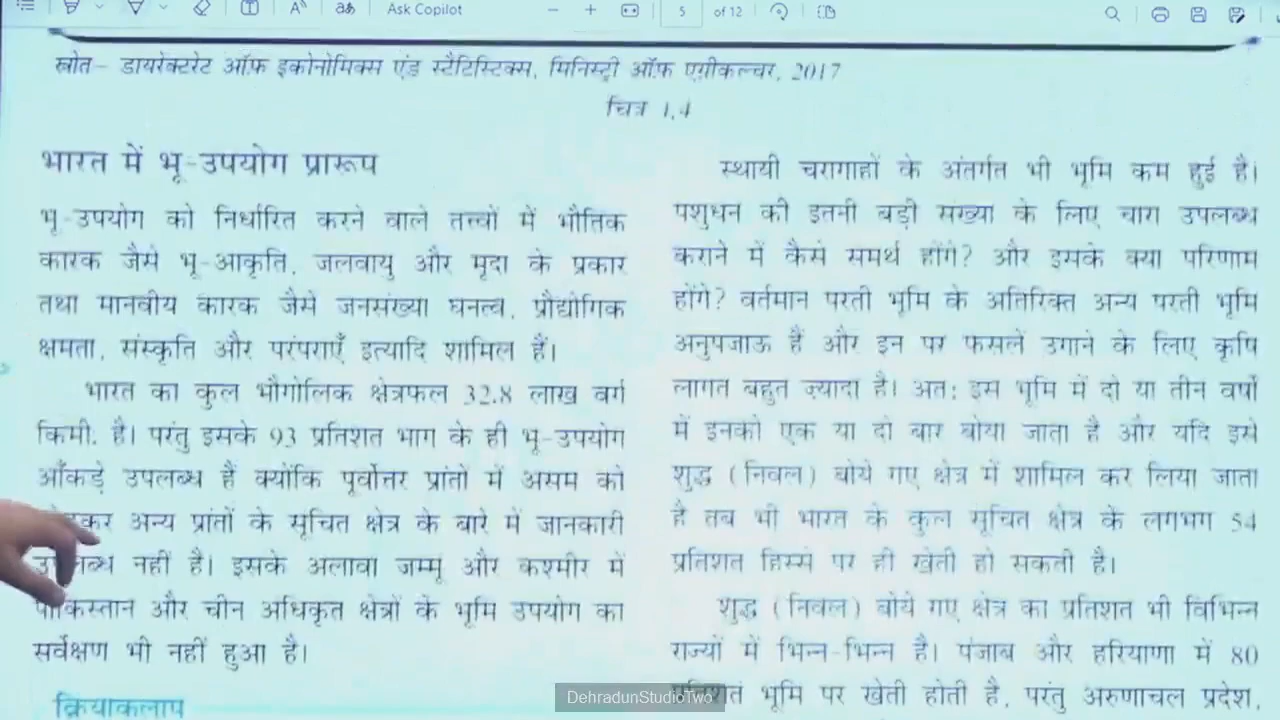 Ask Copilot
5 of 12
स्रोत– डायरेक्टरेट ऑफ़ इकोनोमिक्स एंड स्टैटिस्टिक्स, मिनिस्ट्री ऑफ़ एग्रीकल्चर, 2017
चित्र 1.4
भारत में भू-उपयोग प्रारूप
भू-उपयोग को निर्धारित करने वाले तत्त्वों में भौतिक
कारक जैसे भू-आकृति, जलवायु और मृदा के प्रकार
तथा मानवीय कारक जैसे जनसंख्या घनत्व, प्रौद्योगिक
क्षमता, संस्कृति और परंपराएँ इत्यादि शामिल हैं।
भारत का कुल भौगोलिक क्षेत्रफल 32.8 लाख वर्ग
किमी. है। परंतु इसके 93 प्रतिशत भाग के ही भू-उपयोग
आँकड़े उपलब्ध हैं क्योंकि पूर्वोत्तर प्रांतों में असम को
अन्य प्रांतों के सूचित क्षेत्र के बारे में जानकारी
नहीं है। इसके अलावा जम्मू और कश्मीर में
पाकिस्तान और चीन अधिकृत क्षेत्रों के भूमि उपयोग का
सर्वेक्षण भी नहीं हुआ है।
क्रियाकलाप
स्थायी चरागाहों के अंतर्गत भी भूमि कम हुई है।
पशुधन की इतनी बड़ी संख्या के लिए चारा उपलब्ध
कराने में कैसे समर्थ होंगे? और इसके क्या परिणाम
होंगे? वर्तमान परती भूमि के अतिरिक्त अन्य परती भूमि
अनुपजाऊ हैं और इन पर फसलें उगाने के लिए कृषि
लागत बहुत ज़्यादा है। अत: इस भूमि में दो या तीन वर्षों
में इनको एक या दो बार बोया जाता है और यदि इसे
शुद्ध (निवल) बोये गए क्षेत्र में शामिल कर लिया जाता
है तब भी भारत के कुल सूचित क्षेत्र के लगभग 54
प्रतिशत हिस्से पर ही खेती हो सकती है।
शुद्ध (निवल) बोये गए क्षेत्र का प्रतिशत भी विभिन्न
राज्यों में भिन्न-भिन्न है। पंजाब और हरियाणा में 80
प्रतिशत भूमि पर खेती होती है, परंतु अरुणाचल प्रदेश,
DehradunStudioTwo